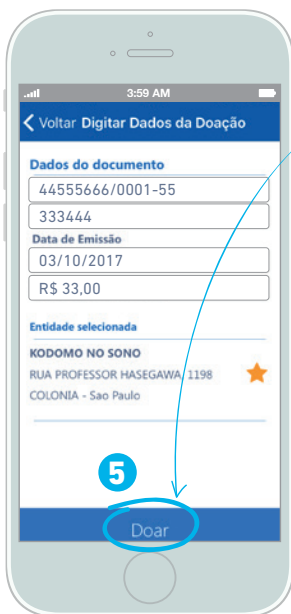 3:59 AM
Voltar Digitar Dados da Doação
Dados do documento
44555666/0001-55
333444
Data de Emissão
03/10/2017
R$ 33,00
Entidade selecionada
KODOMO NO SONO
RUA PROFESSOR HASEGAWA, 1198
COLONIA - Sao Paulo
5
Doar